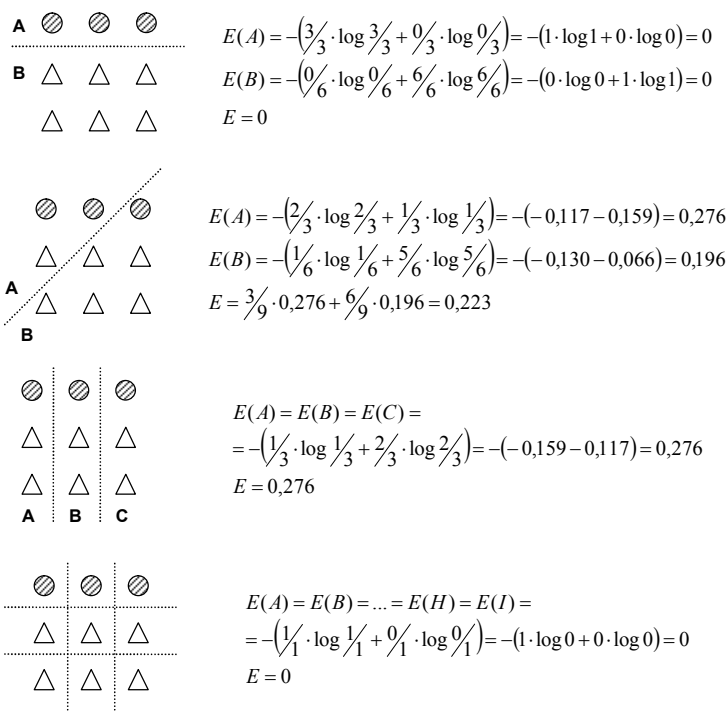 A
E(A) = −(3/3 · log 3/3 + 0/3 · log 0/3) = −(1 · log1 + 0 · log 0) = 0
B
E(B) = −(0/6 · log 0/6 + 6/6 · log 6/6) = −(0 · log 0 + 1 · log1) = 0
E = 0
E(A) = −(2/3 · log 2/3 + 1/3 · log 1/3) = −(−0,117 − 0,159) = 0,276
E(B) = −(1/6 · log 1/6 + 5/6 · log 5/6) = −(−0,130 − 0,066) = 0,196
A
E = 3/9 · 0,276 + 6/9 · 0,196 = 0,223
B
E(A) = E(B) = E(C) =
= −(1/3 · log 1/3 + 2/3 · log 2/3) = −(−0,159 − 0,117) = 0,276
E = 0,276
A B C
E(A) = E(B) = ... = E(H) = E(I) =
= −(1/1 · log 1/1 + 0/1 · log 0/1) = −(1 · log 0 + 0 · log 0) = 0
E = 0